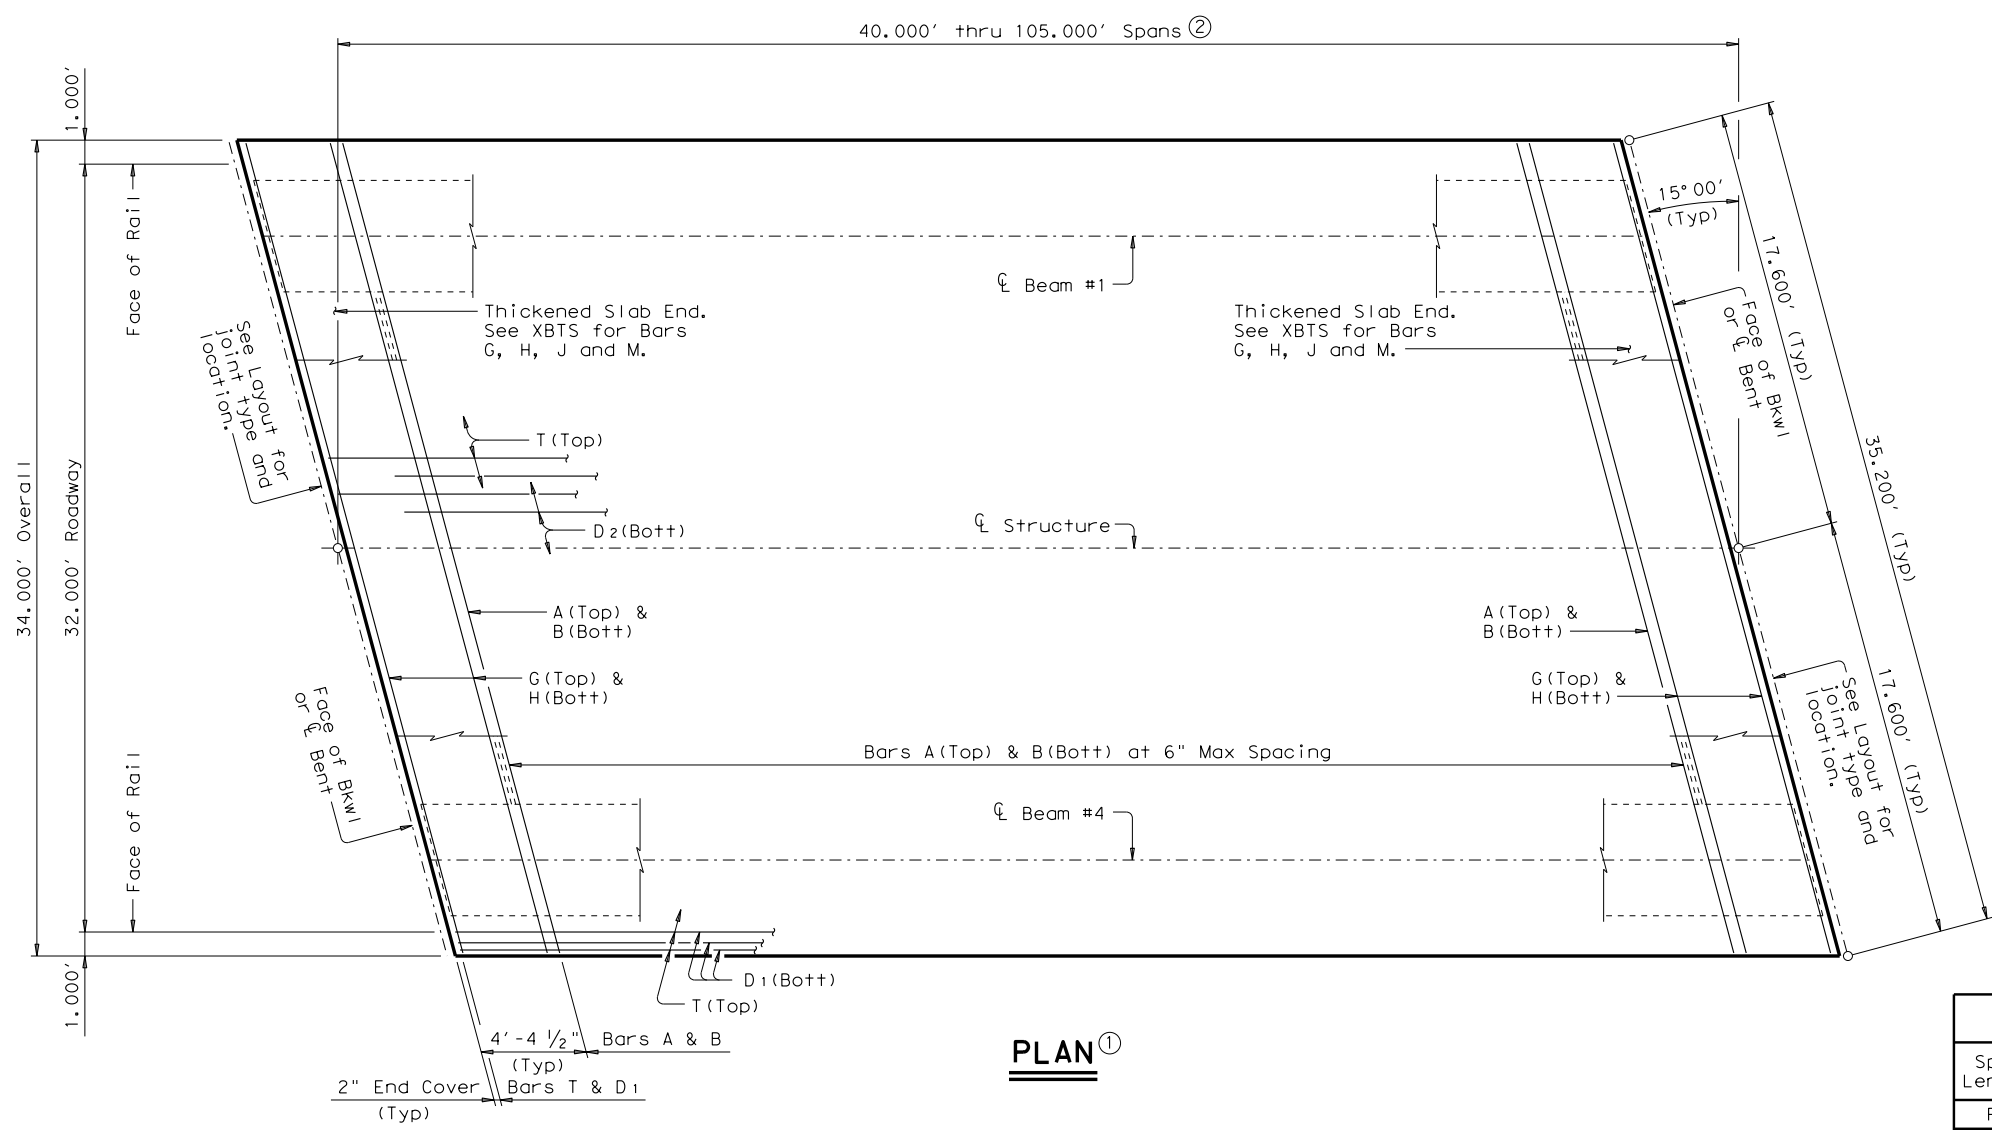 40.000' thru 105.000' Spans ②
1.000'
Face of Rail
34.000' Overall
32.000' Roadway
Face of Rail
1.000'
15°00'
(Typ)
17.600' (Typ)
35.200' (Typ)
17.600' (Typ)
℄ Beam #1
Thickened Slab End.
See XBTS for Bars
G, H, J and M.
Thickened Slab End.
See XBTS for Bars
G, H, J and M.
Face of Bkwl
or ℄ Bent
See Layout for
joint type and
location.
T(Top)
D2(Bott)
℄ Structure
A(Top) &
B(Bott)
A(Top) &
B(Bott)
G(Top) &
H(Bott)
G(Top) &
H(Bott)
See Layout for
joint type and
location.
Face of Bkwl
or ℄ Bent
Bars A(Top) & B(Bott) at 6" Max Spacing
℄ Beam #4
D1(Bott)
T(Top)
4'-4 ½"
(Typ)
Bars A & B
2" End Cover
(Typ)
Bars T & D1
PLAN ①